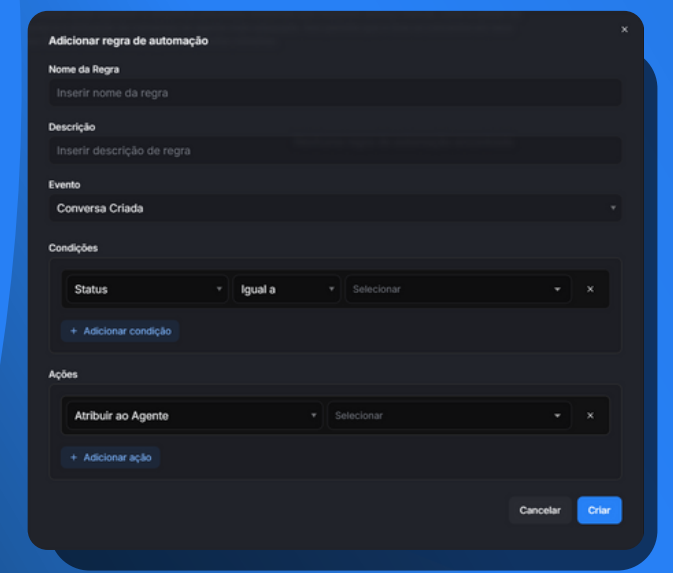 Adicionar regra de automação
×
Nome da Regra
Inserir nome da regra
Descrição
Inserir descrição de regra
Evento
Conversa Criada
Condições
Status Igual a Selecionar ×
+ Adicionar condição
Ações
Atribuir ao Agente Selecionar ×
+ Adicionar ação
Cancelar Criar